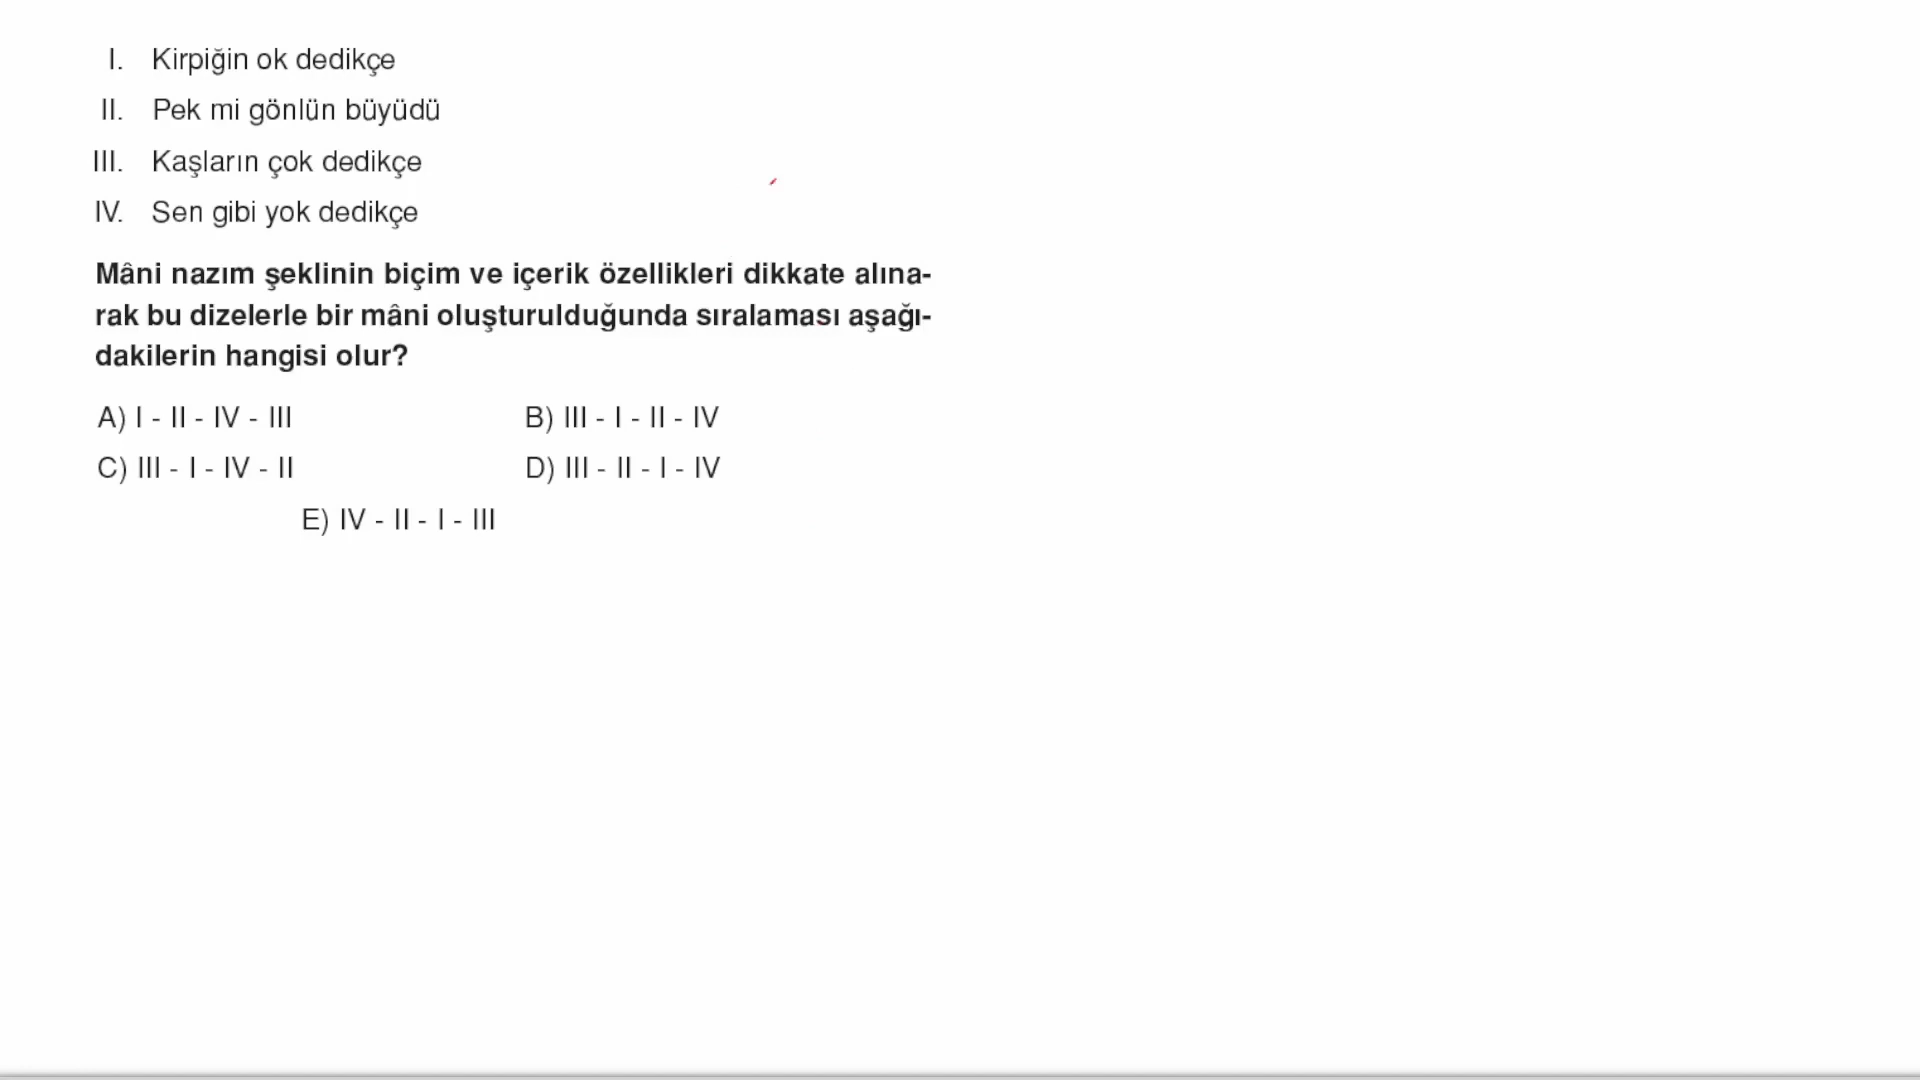 I. Kirpiğin ok dedikçe
II. Pek mi gönlün büyüdü
III. Kaşların çok dedikçe
IV. Sen gibi yok dedikçe
Mâni nazım şeklinin biçim ve içerik özellikleri dikkate alına-
rak bu dizelerle bir mâni oluşturulduğunda sıralaması aşağı-
dakilerin hangisi olur?
A) I - II - IV - III B) III - I - II - IV
C) III - I - IV - II D) III - II - I - IV
E) IV - II - I - III